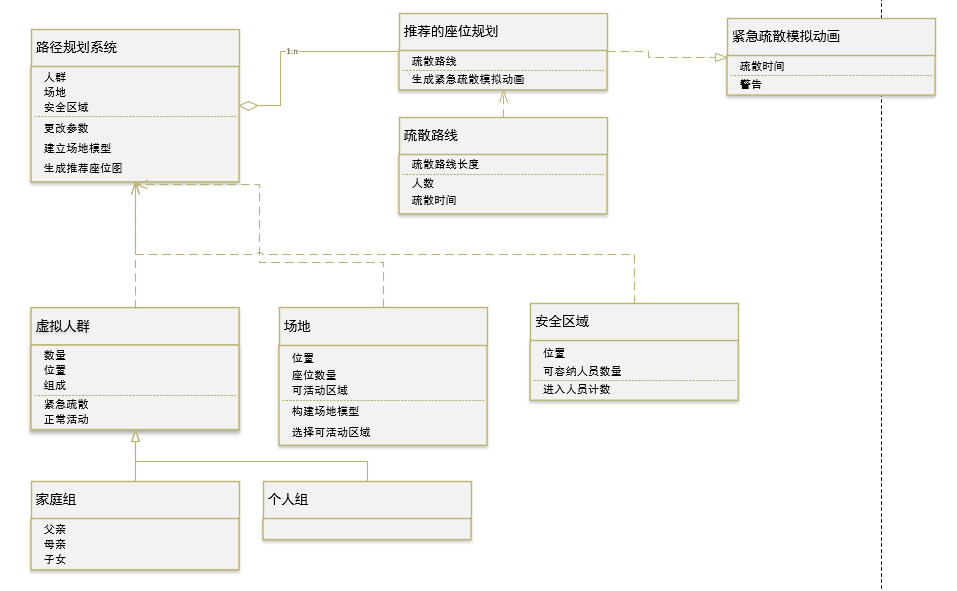 路径规划系统
人群
场地
安全区域
更改参数
建立场地模型
生成推荐座位图
1:n
推荐的座位规划
疏散路线
生成紧急疏散模拟动画
紧急疏散模拟动画
疏散时间
警告
疏散路线
疏散路线长度
人数
疏散时间
虚拟人群
数量
位置
组成
紧急疏散
正常活动
场地
位置
座位数量
可活动区域
构建场地模型
选择可活动区域
安全区域
位置
可容纳人员数量
进入人员计数
家庭组
父亲
母亲
子女
个人组